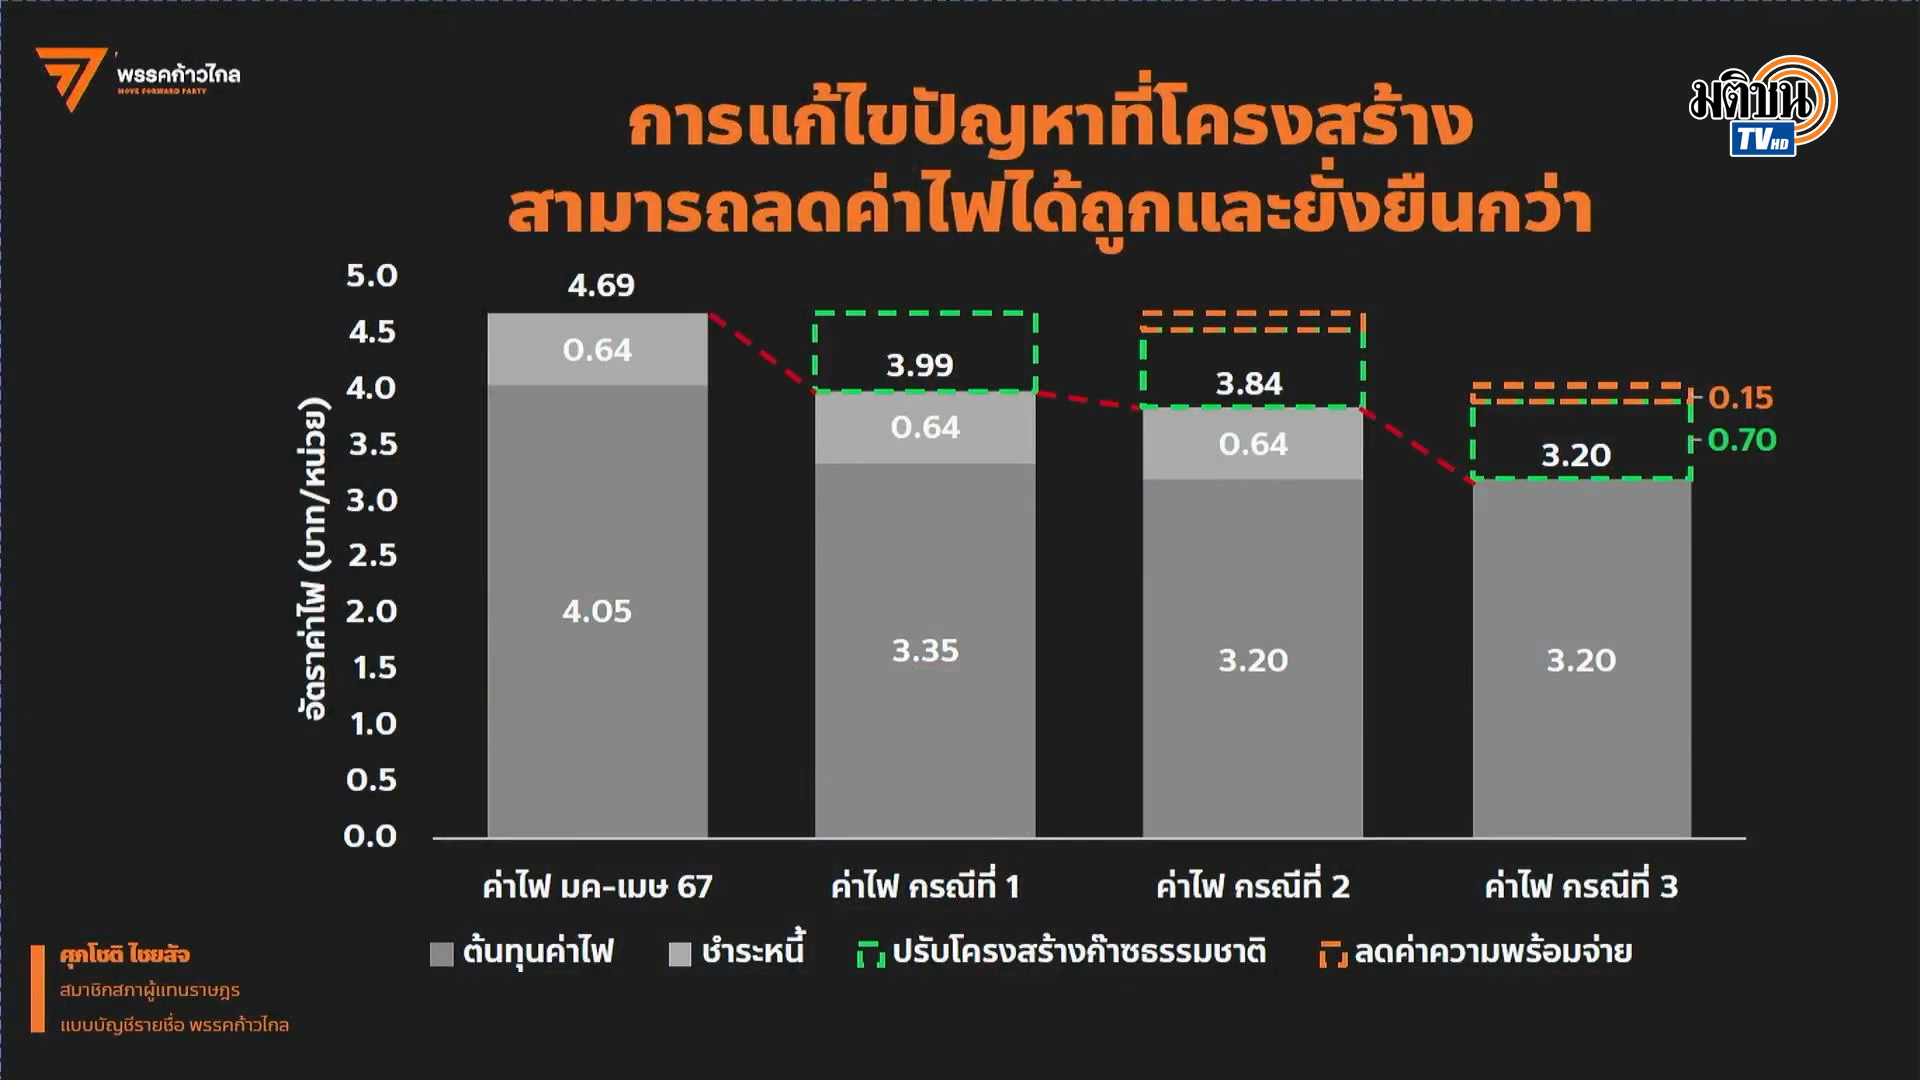 พรรคก้าวไกล
MOVE FORWARD PARTY
มติชน
TV HD
การแก้ไขปัญหาที่โครงสร้าง
สามารถลดค่าไฟได้ถูกและยั่งยืนกว่า
อัตราค่าไฟ (บาท/หน่วย)
5.0
4.5
4.0
3.5
3.0
2.5
2.0
1.5
1.0
0.5
0.0
4.69
0.64
4.05
3.99
0.64
3.35
3.84
0.64
3.20
3.20
3.20
0.15
0.70
ค่าไฟ มค-เมษ 67
ค่าไฟ กรณีที่ 1
ค่าไฟ กรณีที่ 2
ค่าไฟ กรณีที่ 3
ต้นทุนค่าไฟ ชำระหนี้ ปรับโครงสร้างก๊าซธรรมชาติ ลดค่าความพร้อมจ่าย
ศุภโชติ ไชยสัจ
สมาชิกสภาผู้แทนราษฎร
แบบบัญชีรายชื่อ พรรคก้าวไกล